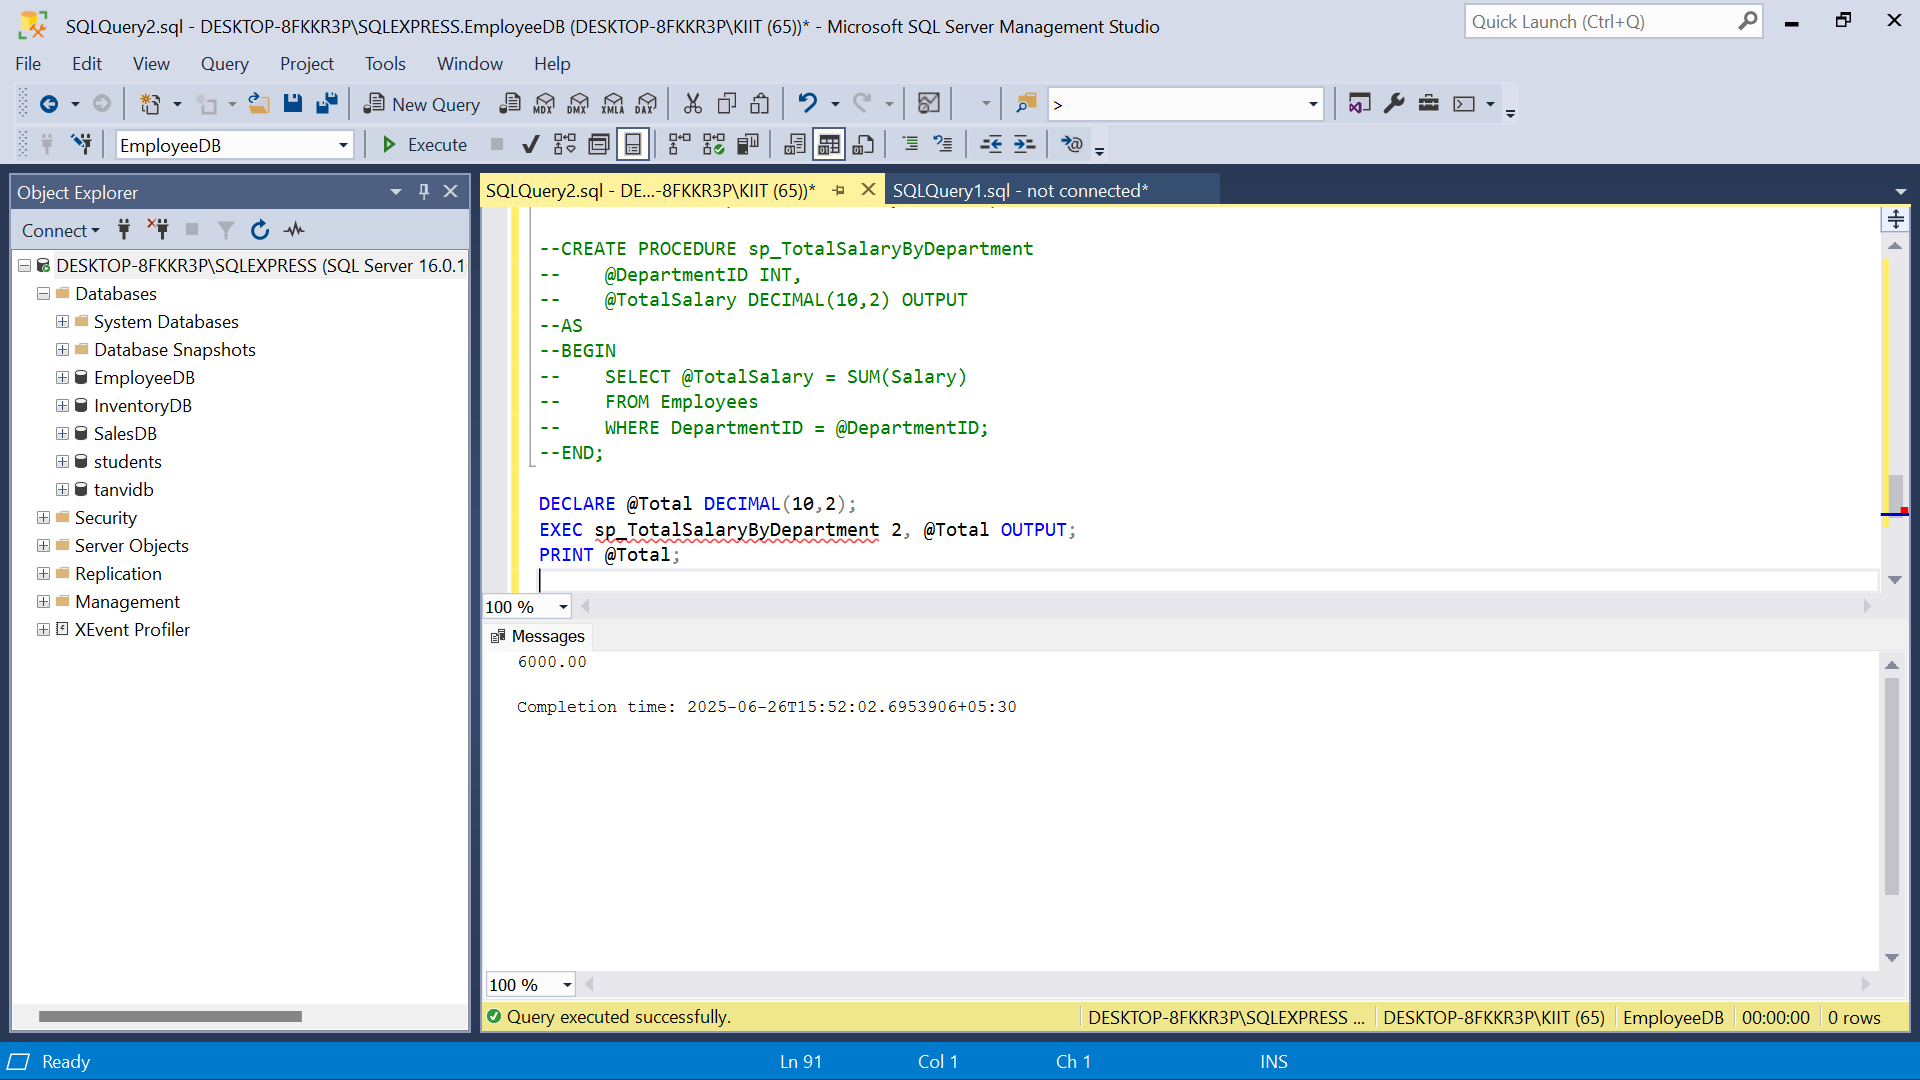 SQLQuery2.sql - DESKTOP-8FKKR3P\SQLEXPRESS.EmployeeDB (DESKTOP-8FKKR3P\KIIT (65))* - Microsoft SQL Server Management Studio
Quick Launch (Ctrl+Q)
File Edit View Query Project Tools Window Help
New Query MDX DMX XMLA DAX >
EmployeeDB Execute
Object Explorer
Connect
DESKTOP-8FKKR3P\SQLEXPRESS (SQL Server 16.0.1
Databases
System Databases
Database Snapshots
EmployeeDB
InventoryDB
SalesDB
students
tanvidb
Security
Server Objects
Replication
Management
XEvent Profiler
SQLQuery2.sql - DE...-8FKKR3P\KIIT (65))* SQLQuery1.sql - not connected*
--CREATE PROCEDURE sp_TotalSalaryByDepartment
--    @DepartmentID INT,
--    @TotalSalary DECIMAL(10,2) OUTPUT
--AS
--BEGIN
--    SELECT @TotalSalary = SUM(Salary)
--    FROM Employees
--    WHERE DepartmentID = @DepartmentID;
--END;
DECLARE @Total DECIMAL(10,2);
EXEC sp_TotalSalaryByDepartment 2, @Total OUTPUT;
PRINT @Total;
100 %
Messages
6000.00
Completion time: 2025-06-26T15:52:02.6953906+05:30
100 %
Query executed successfully. DESKTOP-8FKKR3P\SQLEXPRESS ... DESKTOP-8FKKR3P\KIIT (65) EmployeeDB 00:00:00 0 rows
Ready Ln 91 Col 1 Ch 1 INS